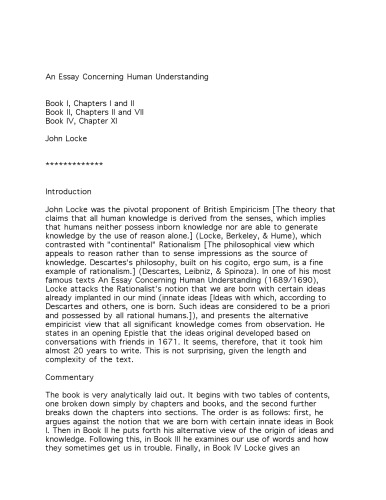 An Essay Concerning Human Understanding
Book I, Chapters I and II
Book II, Chapters II and VII
Book IV, Chapter XI
John Locke
*************
Introduction
John Locke was the pivotal proponent of British Empiricism [The theory that
claims that all human knowledge is derived from the senses, which implies
that humans neither possess inborn knowledge nor are able to generate
knowledge by the use of reason alone.] (Locke, Berkeley, & Hume), which
contrasted with "continental" Rationalism [The philosophical view which
appeals to reason rather than to sense impressions as the source of
knowledge. Descartes's philosophy, built on his cogito, ergo sum, is a fine
example of rationalism.] (Descartes, Leibniz, & Spinoza). In one of his most
famous texts An Essay Concerning Human Understanding (1689/1690),
Locke attacks the Rationalist's notion that we are born with certain ideas
already implanted in our mind (innate ideas [Ideas with which, according to
Descartes and others, one is born. Such ideas are considered to be a priori
and possessed by all rational humans.]), and presents the alternative
empiricist view that all significant knowledge comes from observation. He
states in an opening Epistle that the ideas original developed based on
conversations with friends in 1671. It seems, therefore, that it took him
almost 20 years to write. This is not surprising, given the length and
complexity of the text.
Commentary
The book is very analytically laid out. It begins with two tables of contents,
one broken down simply by chapters and books, and the second further
breaks down the chapters into sections. The order is as follows: first, he
argues against the notion that we are born with certain innate ideas in Book
I. Then in Book II he puts forth his alternative view of the origin of ideas and
knowledge. Following this, in Book III he examines our use of words and how
they sometimes get us in trouble. Finally, in Book IV Locke gives an